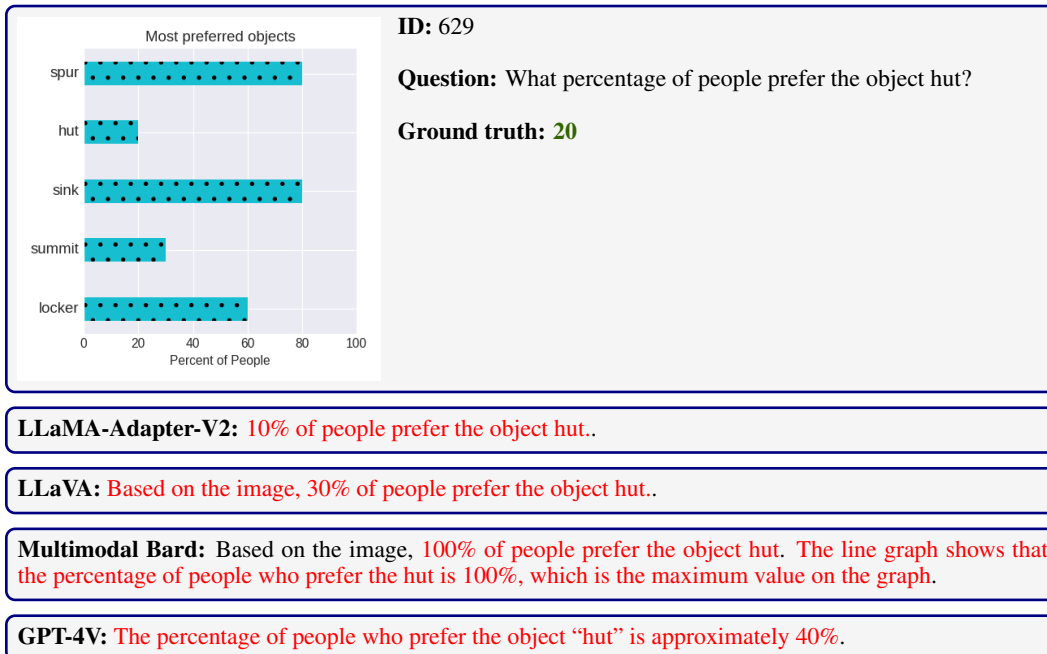 Most preferred objects
spur
hut
sink
summit
locker
0 20 40 60 80 100
Percent of People
ID: 629
Question: What percentage of people prefer the object hut?
Ground truth: 20
LLaMA-Adapter-V2: 10% of people prefer the object hut..
LLaVA: Based on the image, 30% of people prefer the object hut..
Multimodal Bard: Based on the image, 100% of people prefer the object hut. The line graph shows that
the percentage of people who prefer the hut is 100%, which is the maximum value on the graph.
GPT-4V: The percentage of people who prefer the object “hut” is approximately 40%.